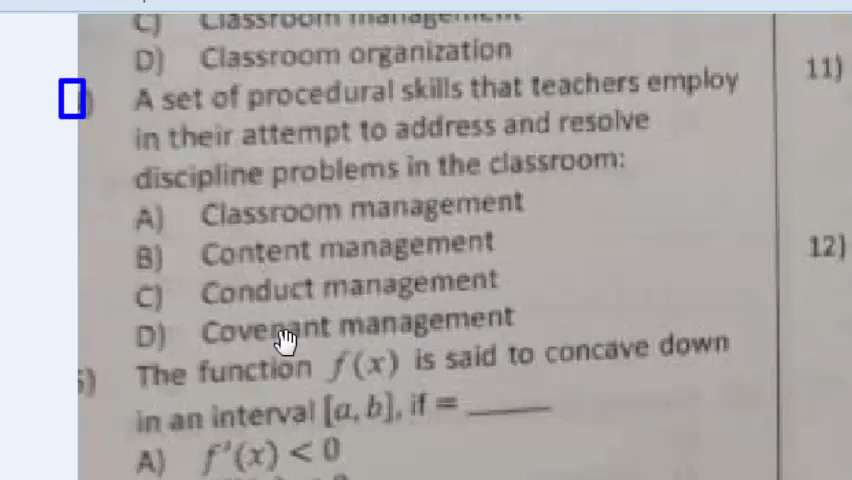 C) Classroom management
D) Classroom organization
A set of procedural skills that teachers employ
in their attempt to address and resolve
discipline problems in the classroom:
A) Classroom management
B) Content management
C) Conduct management
D) Covenant management
The function f(x) is said to concave down
in an interval [a, b], if = ______
A) f'(x) < 0
11)
12)